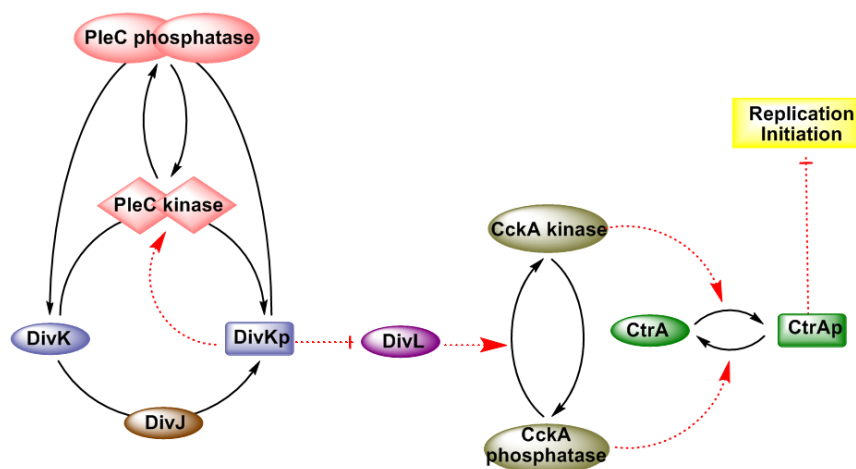 PleC phosphatase
Replication
Initiation
PleC kinase
CckA kinase
DivK
DivKp
DivL
CtrA
CtrAp
DivJ
CckA
phosphatase